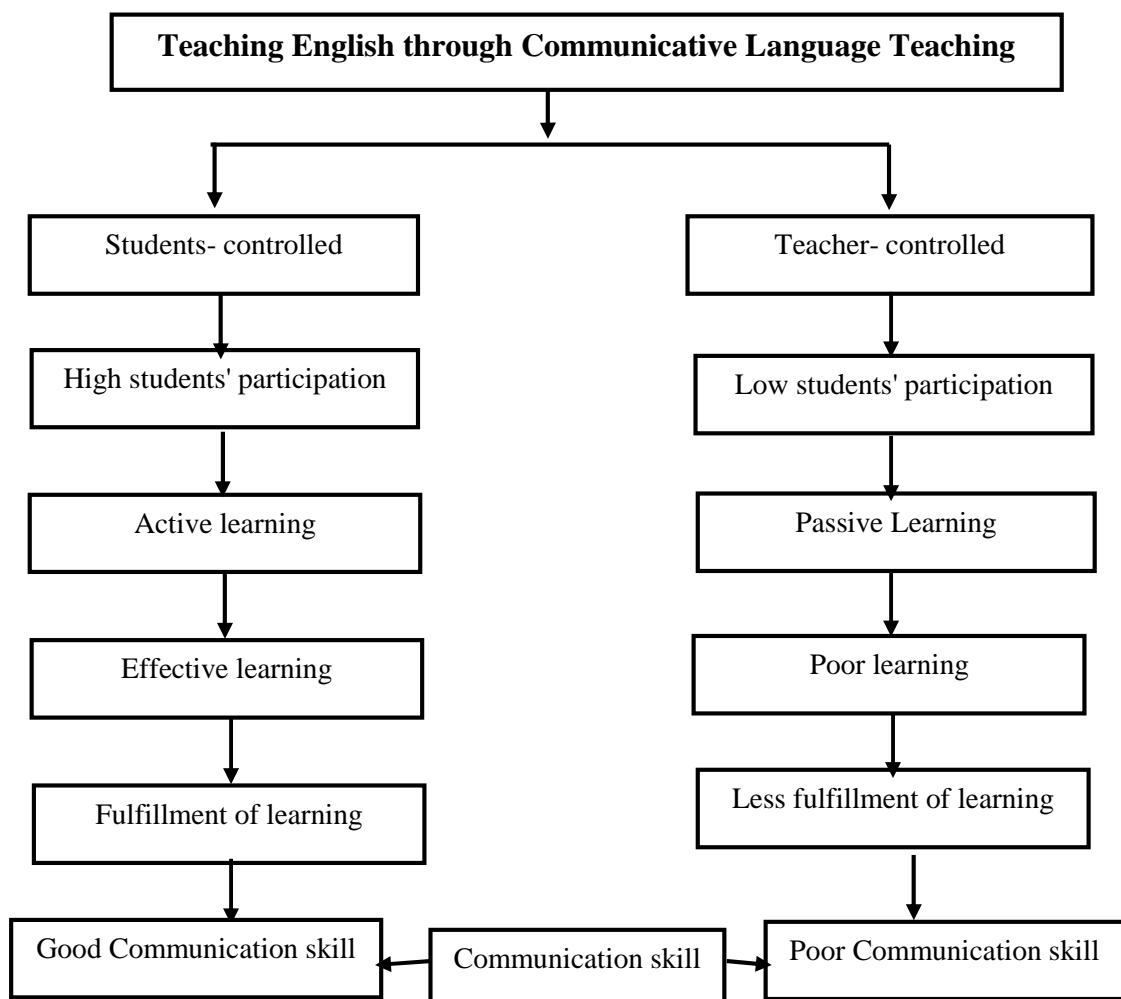 Teaching English through Communicative Language Teaching
Students- controlled
Teacher- controlled
High students' participation
Low students' participation
Active learning
Passive Learning
Effective learning
Poor learning
Fulfillment of learning
Less fulfillment of learning
Good Communication skill
Communication skill
Poor Communication skill